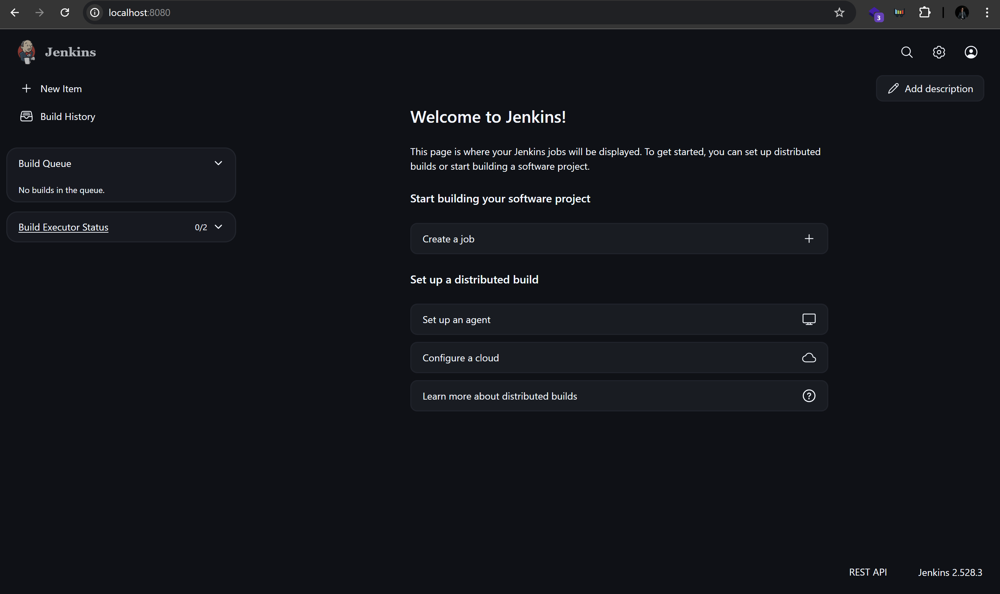 localhost:8080
3
Jenkins
New Item
Add description
Build History
Welcome to Jenkins!
This page is where your Jenkins jobs will be displayed. To get started, you can set up distributed
builds or start building a software project.
Build Queue
No builds in the queue.
Start building your software project
Build Executor Status 0/2
Create a job
Set up a distributed build
Set up an agent
Configure a cloud
Learn more about distributed builds
REST API Jenkins 2.528.3